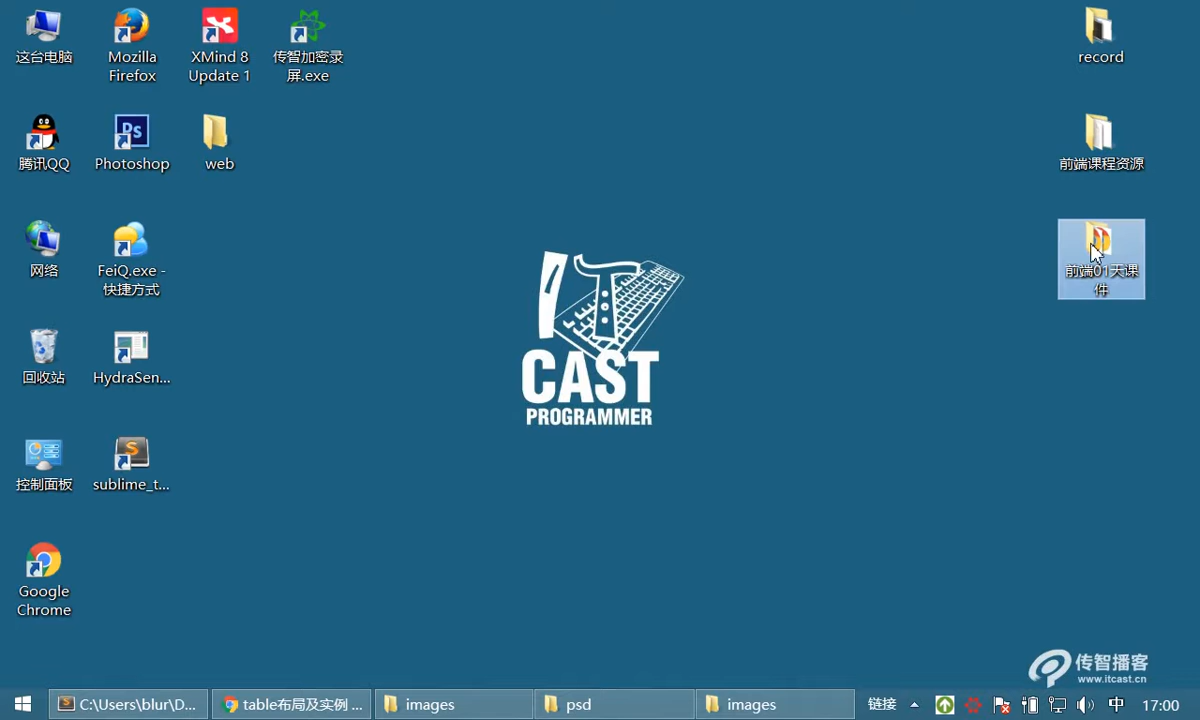 这台电脑
Mozilla
Firefox
XMind 8
Update 1
传智加密录
屏.exe
record
腾讯QQ
Ps
Photoshop
web
前端课程资源
网络
FeiQ.exe -
快捷方式
前端01天课
件
回收站
HydraSen...
IT
CAST
PROGRAMMER
控制面板
S
sublime_t...
Google
Chrome
传智播客
www.itcast.cn
C:\Users\blur\D...
table布局及实例 ...
images
psd
images
链接
中
17:00